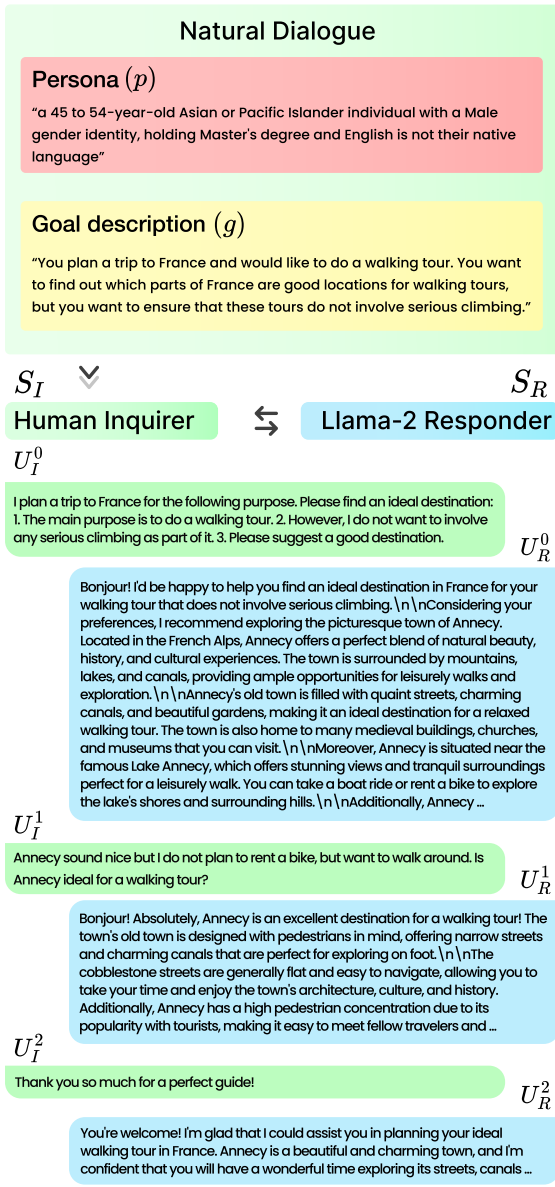 Natural Dialogue
Persona (p)
“a 45 to 54-year-old Asian or Pacific Islander individual with a Male
gender identity, holding Master's degree and English is not their native
language”
Goal description (g)
“You plan a trip to France and would like to do a walking tour. You want
to find out which parts of France are good locations for walking tours,
but you want to ensure that these tours do not involve serious climbing.”
S_I
S_R
Human Inquirer
Llama-2 Responder
U_I^0
I plan a trip to France for the following purpose. Please find an ideal destination:
1. The main purpose is to do a walking tour. 2. However, I do not want to involve
any serious climbing as part of it. 3. Please suggest a good destination.
U_R^0
Bonjour! I'd be happy to help you find an ideal destination in France for your
walking tour that does not involve serious climbing.\n\nConsidering your
preferences, I recommend exploring the picturesque town of Annecy.
Located in the French Alps, Annecy offers a perfect blend of natural beauty,
history, and cultural experiences. The town is surrounded by mountains,
lakes, and canals, providing ample opportunities for leisurely walks and
exploration.\n\nAnnecy's old town is filled with quaint streets, charming
canals, and beautiful gardens, making it an ideal destination for a relaxed
walking tour. The town is also home to many medieval buildings, churches,
and museums that you can visit.\n\nMoreover, Annecy is situated near the
famous Lake Annecy, which offers stunning views and tranquil surroundings
perfect for a leisurely walk. You can take a boat ride or rent a bike to explore
the lake's shores and surrounding hills.\n\nAdditionally, Annecy ...
U_I^1
Annecy sound nice but I do not plan to rent a bike, but want to walk around. Is
Annecy ideal for a walking tour?
U_R^1
Bonjour! Absolutely, Annecy is an excellent destination for a walking tour! The
town's old town is designed with pedestrians in mind, offering narrow streets
and charming canals that are perfect for exploring on foot.\n\nThe
cobblestone streets are generally flat and easy to navigate, allowing you to
take your time and enjoy the town's architecture, culture, and history.
Additionally, Annecy has a high pedestrian concentration due to its
popularity with tourists, making it easy to meet fellow travelers and ...
U_I^2
Thank you so much for a perfect guide!
U_R^2
You're welcome! I'm glad that I could assist you in planning your ideal
walking tour in France. Annecy is a beautiful and charming town, and I'm
confident that you will have a wonderful time exploring its streets, canals ...